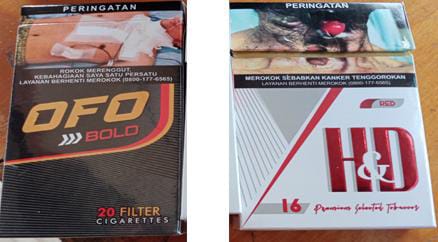 PERINGATAN
ROKOK MERENGGUT
KEBAHAGIAAN SAYA SATU PERSATU
LAYANAN BERHENTI MEROKOK (0800-177-6565)
OFO
BOLD
20 FILTER
CIGARETTES
PERINGATAN
MEROKOK SEBABKAN KANKER TENGGOROKAN
LAYANAN BERHENTI MEROKOK (0800-177-6565)
RED
H&D
16 Premium Selected Tobaccos